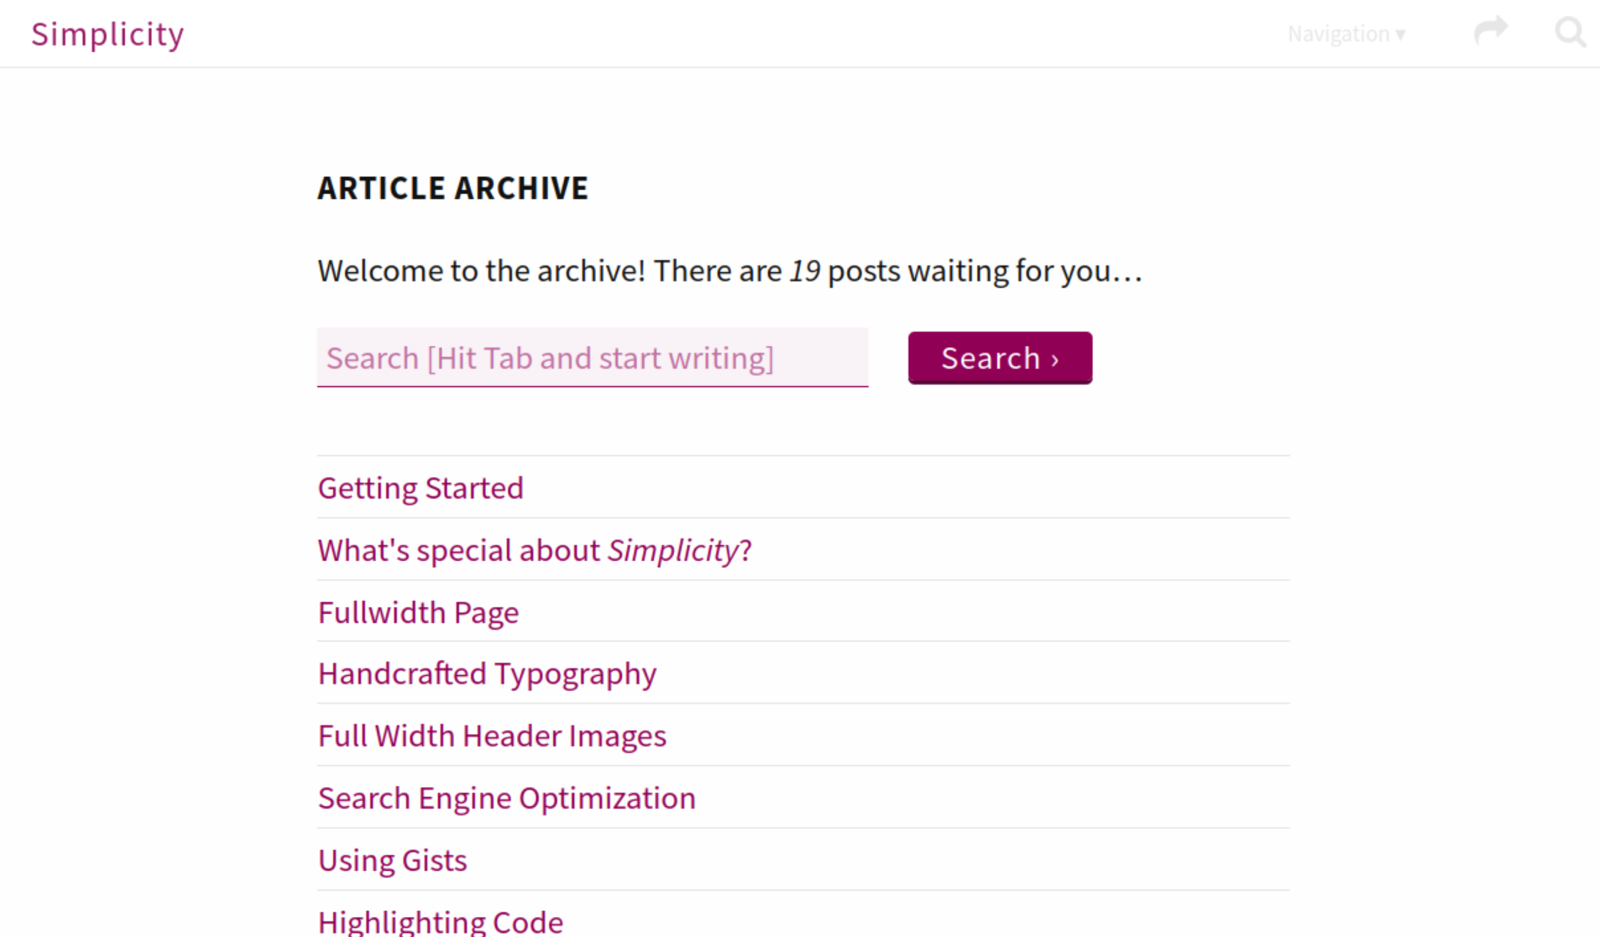 Simplicity
Navigation ▾
ARTICLE ARCHIVE
Welcome to the archive! There are 19 posts waiting for you…
Search [Hit Tab and start writing]
Search ›
Getting Started
What's special about Simplicity?
Fullwidth Page
Handcrafted Typography
Full Width Header Images
Search Engine Optimization
Using Gists
Highlighting Code